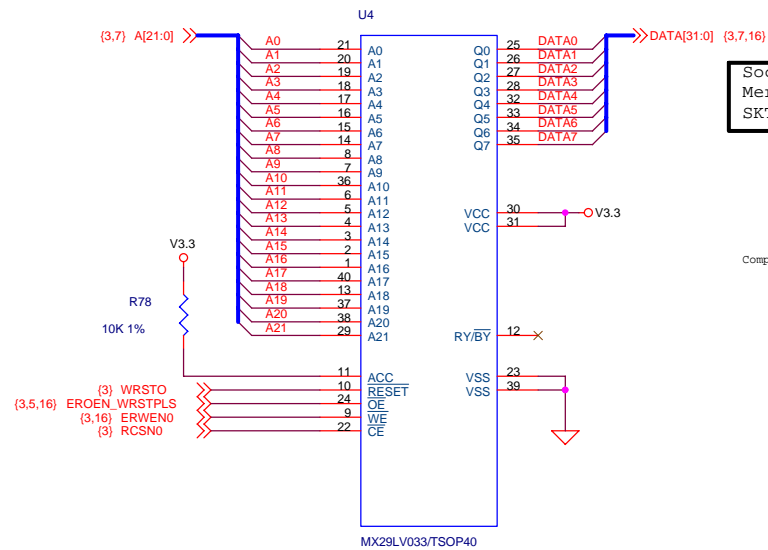 U4
{3,7} A[21:0]
DATA[31:0] {3,7,16}
A0 21 A0 Q0 25 DATA0
A1 20 A1 Q1 26 DATA1
A2 19 A2 Q2 27 DATA2
A3 18 A3 Q3 28 DATA3
A4 17 A4 Q4 32 DATA4
A5 16 A5 Q5 33 DATA5
A6 15 A6 Q6 34 DATA6
A7 14 A7 Q7 35 DATA7
A8 8 A8
A9 7 A9
A10 36 A10
A11 6 A11
A12 5 A12 VCC 30 V3.3
A13 4 A13 VCC 31
A14 3 A14
A15 2 A15
A16 1 A16
A17 40 A17
A18 13 A18
A19 37 A19
A20 38 A20
A21 29 A21 RY/BY 12
V3.3
R78
10K 1%
11 ACC VSS 23
{3} WRSTO 10 RESET VSS 39
{3,5,16} EROEN_WRSTPLS 24 OE
{3,16} ERWEN0 9 WE
{3} RCSN0 22 CE
MX29LV033/TSOP40
SKT
Comp